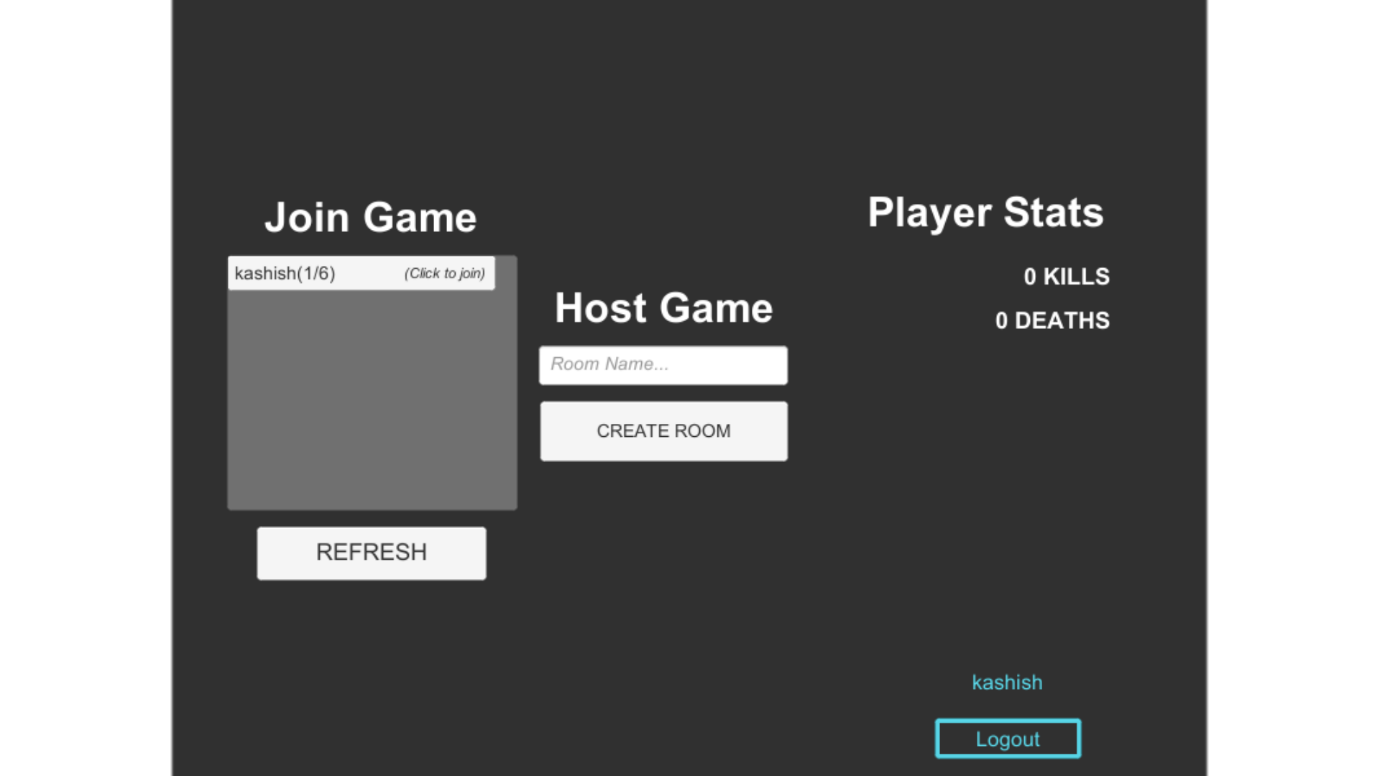 Join Game
kashish(1/6) (Click to join)
REFRESH
Host Game
Room Name...
CREATE ROOM
Player Stats
0 KILLS
0 DEATHS
kashish
Logout